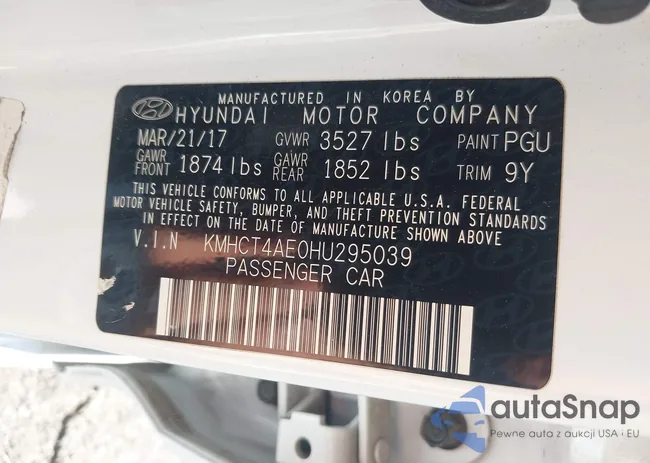 MANUFACTURED IN KOREA BY
HYUNDAI MOTOR COMPANY
MAR/21/17 GVWR 3527 lbs PAINT PGU
GAWR FRONT 1874 lbs GAWR REAR 1852 lbs TRIM 9Y
THIS VEHICLE CONFORMS TO ALL APPLICABLE U.S.A. FEDERAL
MOTOR VEHICLE SAFETY, BUMPER, AND THEFT PREVENTION STANDARDS
IN EFFECT ON THE DATE OF MANUFACTURE SHOWN ABOVE
V.I.N KMHCT4AE0HU295039
PASSENGER CAR
autaSnap
Pewne auta z aukcji USA i EU